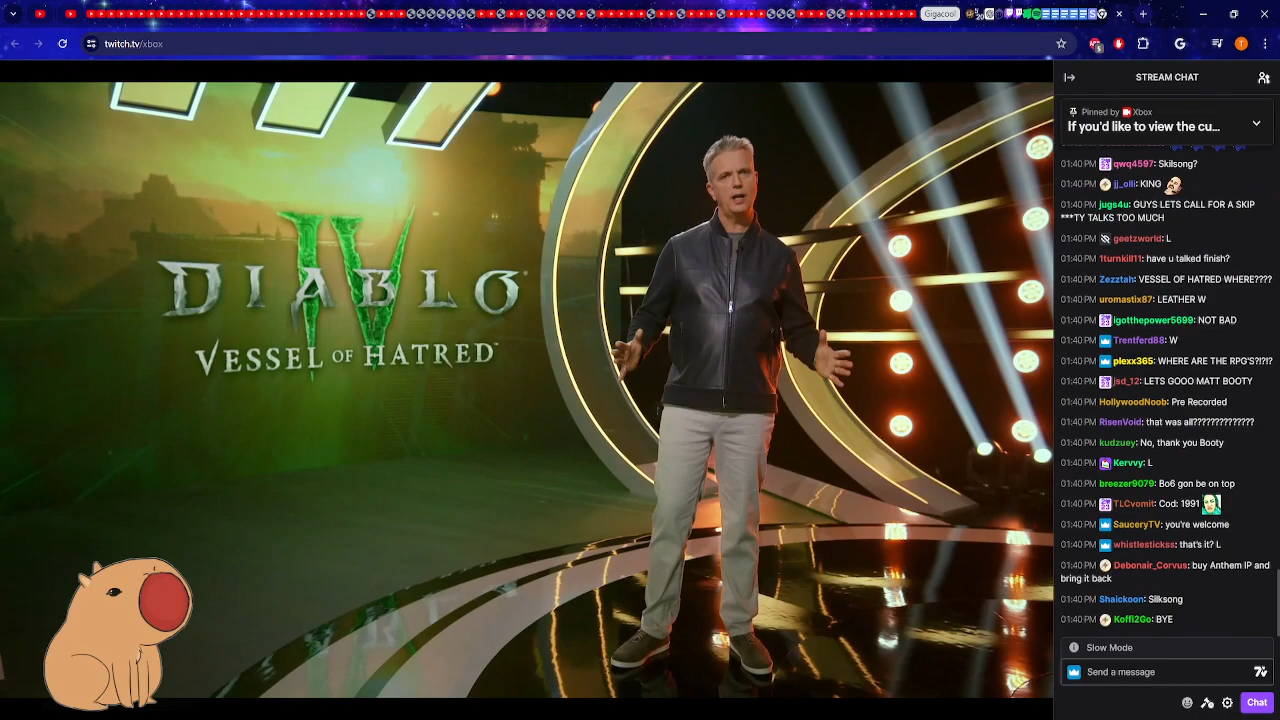 Gigacool
twitch.tv/xbox
STREAM CHAT
Pinned by Xbox
If you'd like to view the cu...
01:40 PM qwq4597: Skilsong?
01:40 PM jj_olli: KING
01:40 PM jugs4u: GUYS LETS CALL FOR A SKIP
***TY TALKS TOO MUCH
01:40 PM geetzworld: L
01:40 PM 1turnkill11: have u talked finish?
01:40 PM Zezztah: VESSEL OF HATRED WHERE????
01:40 PM uromastix87: LEATHER W
01:40 PM igotthepower5699: NOT BAD
01:40 PM Trentferd88: W
01:40 PM plexx365: WHERE ARE THE RPG'S?!?!?
01:40 PM jsd_12: LETS GOOO MATT BOOTY
01:40 PM HollywoodNoob: Pre Recorded
01:40 PM RisenVoid: that was all?????????????
01:40 PM kudzuey: No, thank you Booty
01:40 PM Kervvy: L
01:40 PM breezer9079: Bo6 gon be on top
01:40 PM TLCvomit: Cod: 1991
01:40 PM SauceryTV: you're welcome
01:40 PM whistlestickss: that's it? L
01:40 PM Debonair_Corvus: buy Anthem IP and
bring it back
01:40 PM Shaickoon: Silksong
01:40 PM Koffi2Go: BYE
Slow Mode
Send a message
Chat
IV
DIABLO
VESSEL OF HATRED™